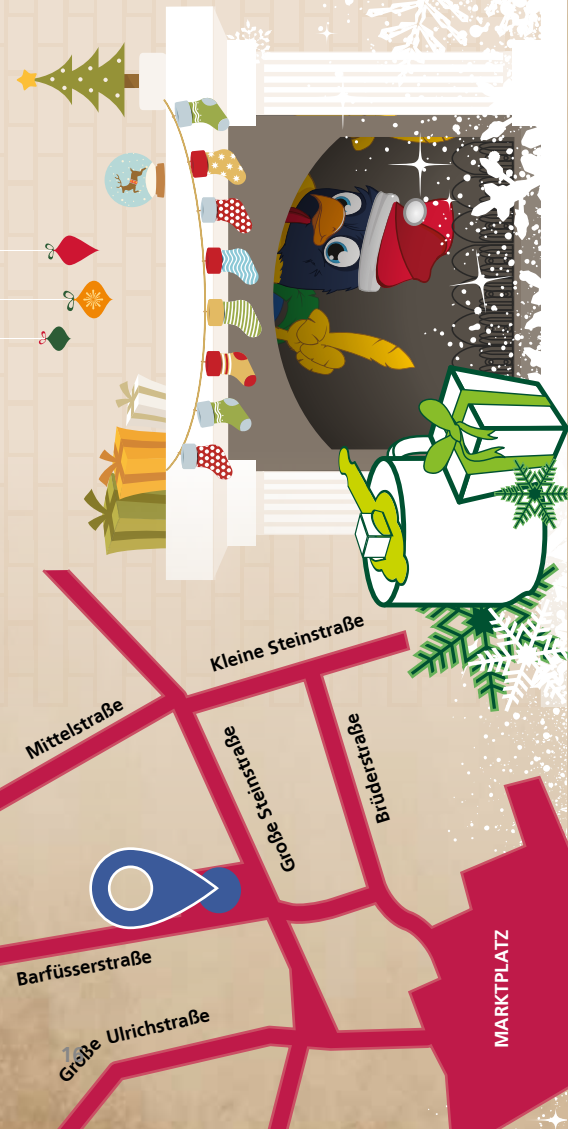 Kleine Steinstraße
Mittelstraße
Große Steinstraße
Brüderstraße
MARKTPLATZ
Barfüsserstraße
Große Ulrichstraße